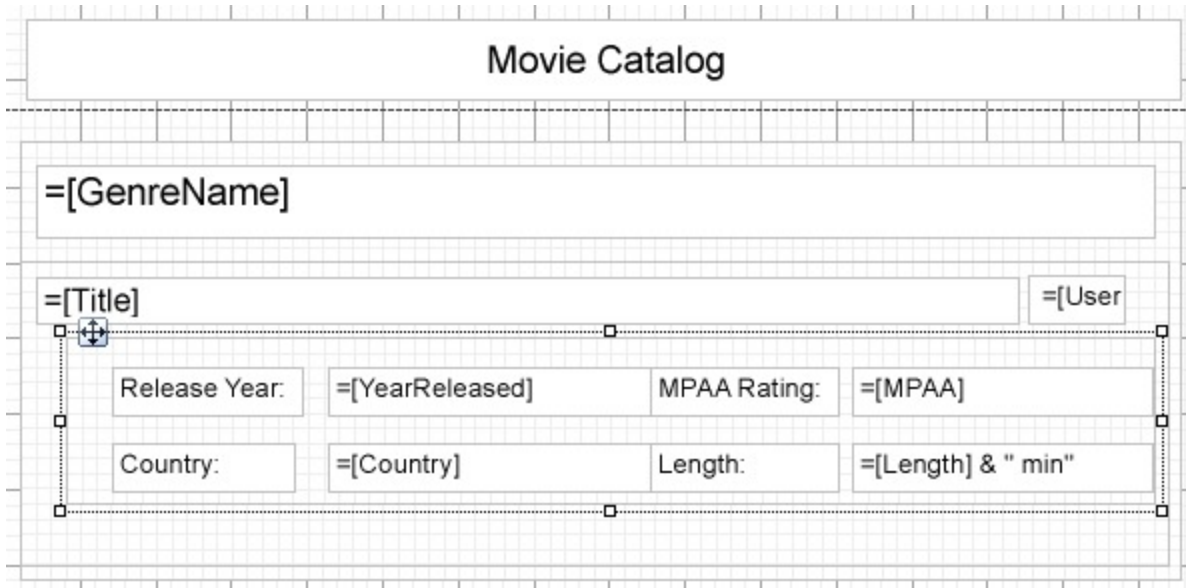 Movie Catalog
=[GenreName]
=[Title] =[User
Release Year: =[YearReleased] MPAA Rating: =[MPAA]
Country: =[Country] Length: =[Length] & " min"